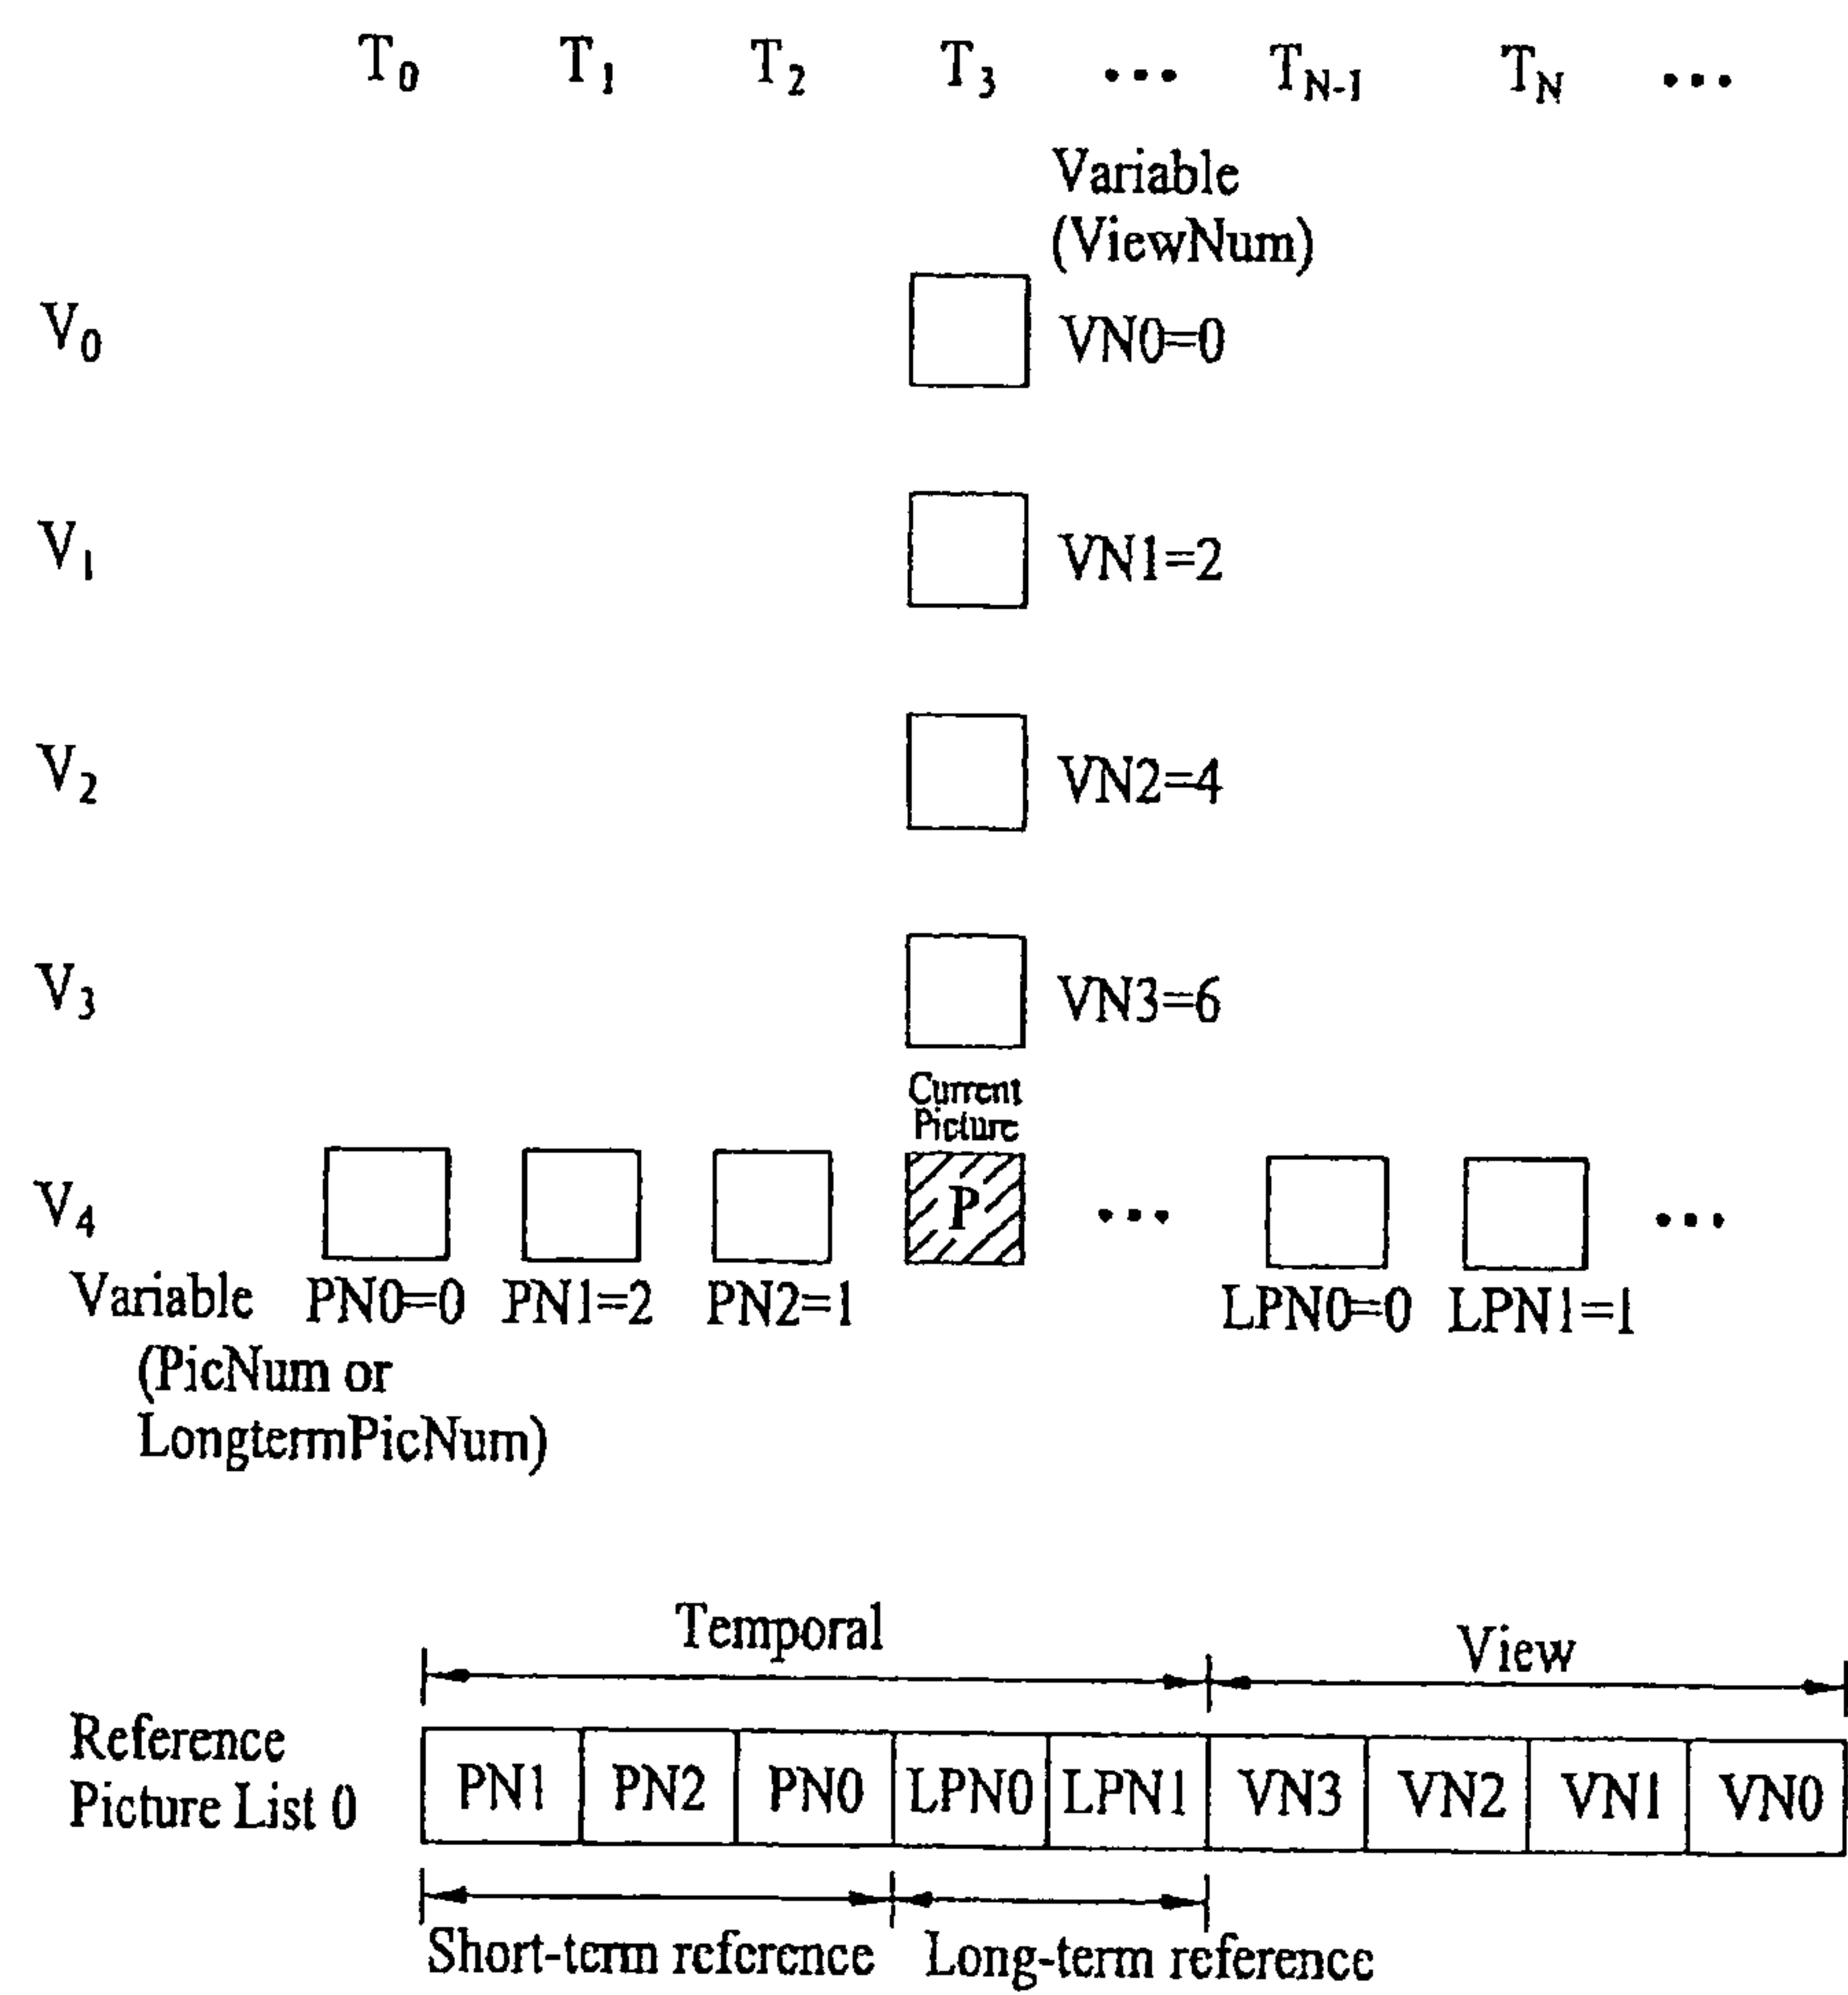 T0 T1 T2 T3 ... TN-1 TN ...
Variable
(ViewNum)
V0 VN0=0
V1 VN1=2
V2 VN2=4
V3 VN3=6
Current
Picture
V4 P ... ...
Variable PN0=0 PN1=2 PN2=1 LPN0=0 LPN1=1
(PicNum or
LongtermPicNum)
Temporal View
Reference
Picture List 0
PN1 PN2 PN0 LPN0 LPN1 VN3 VN2 VN1 VN0
Short-term reference Long-term reference